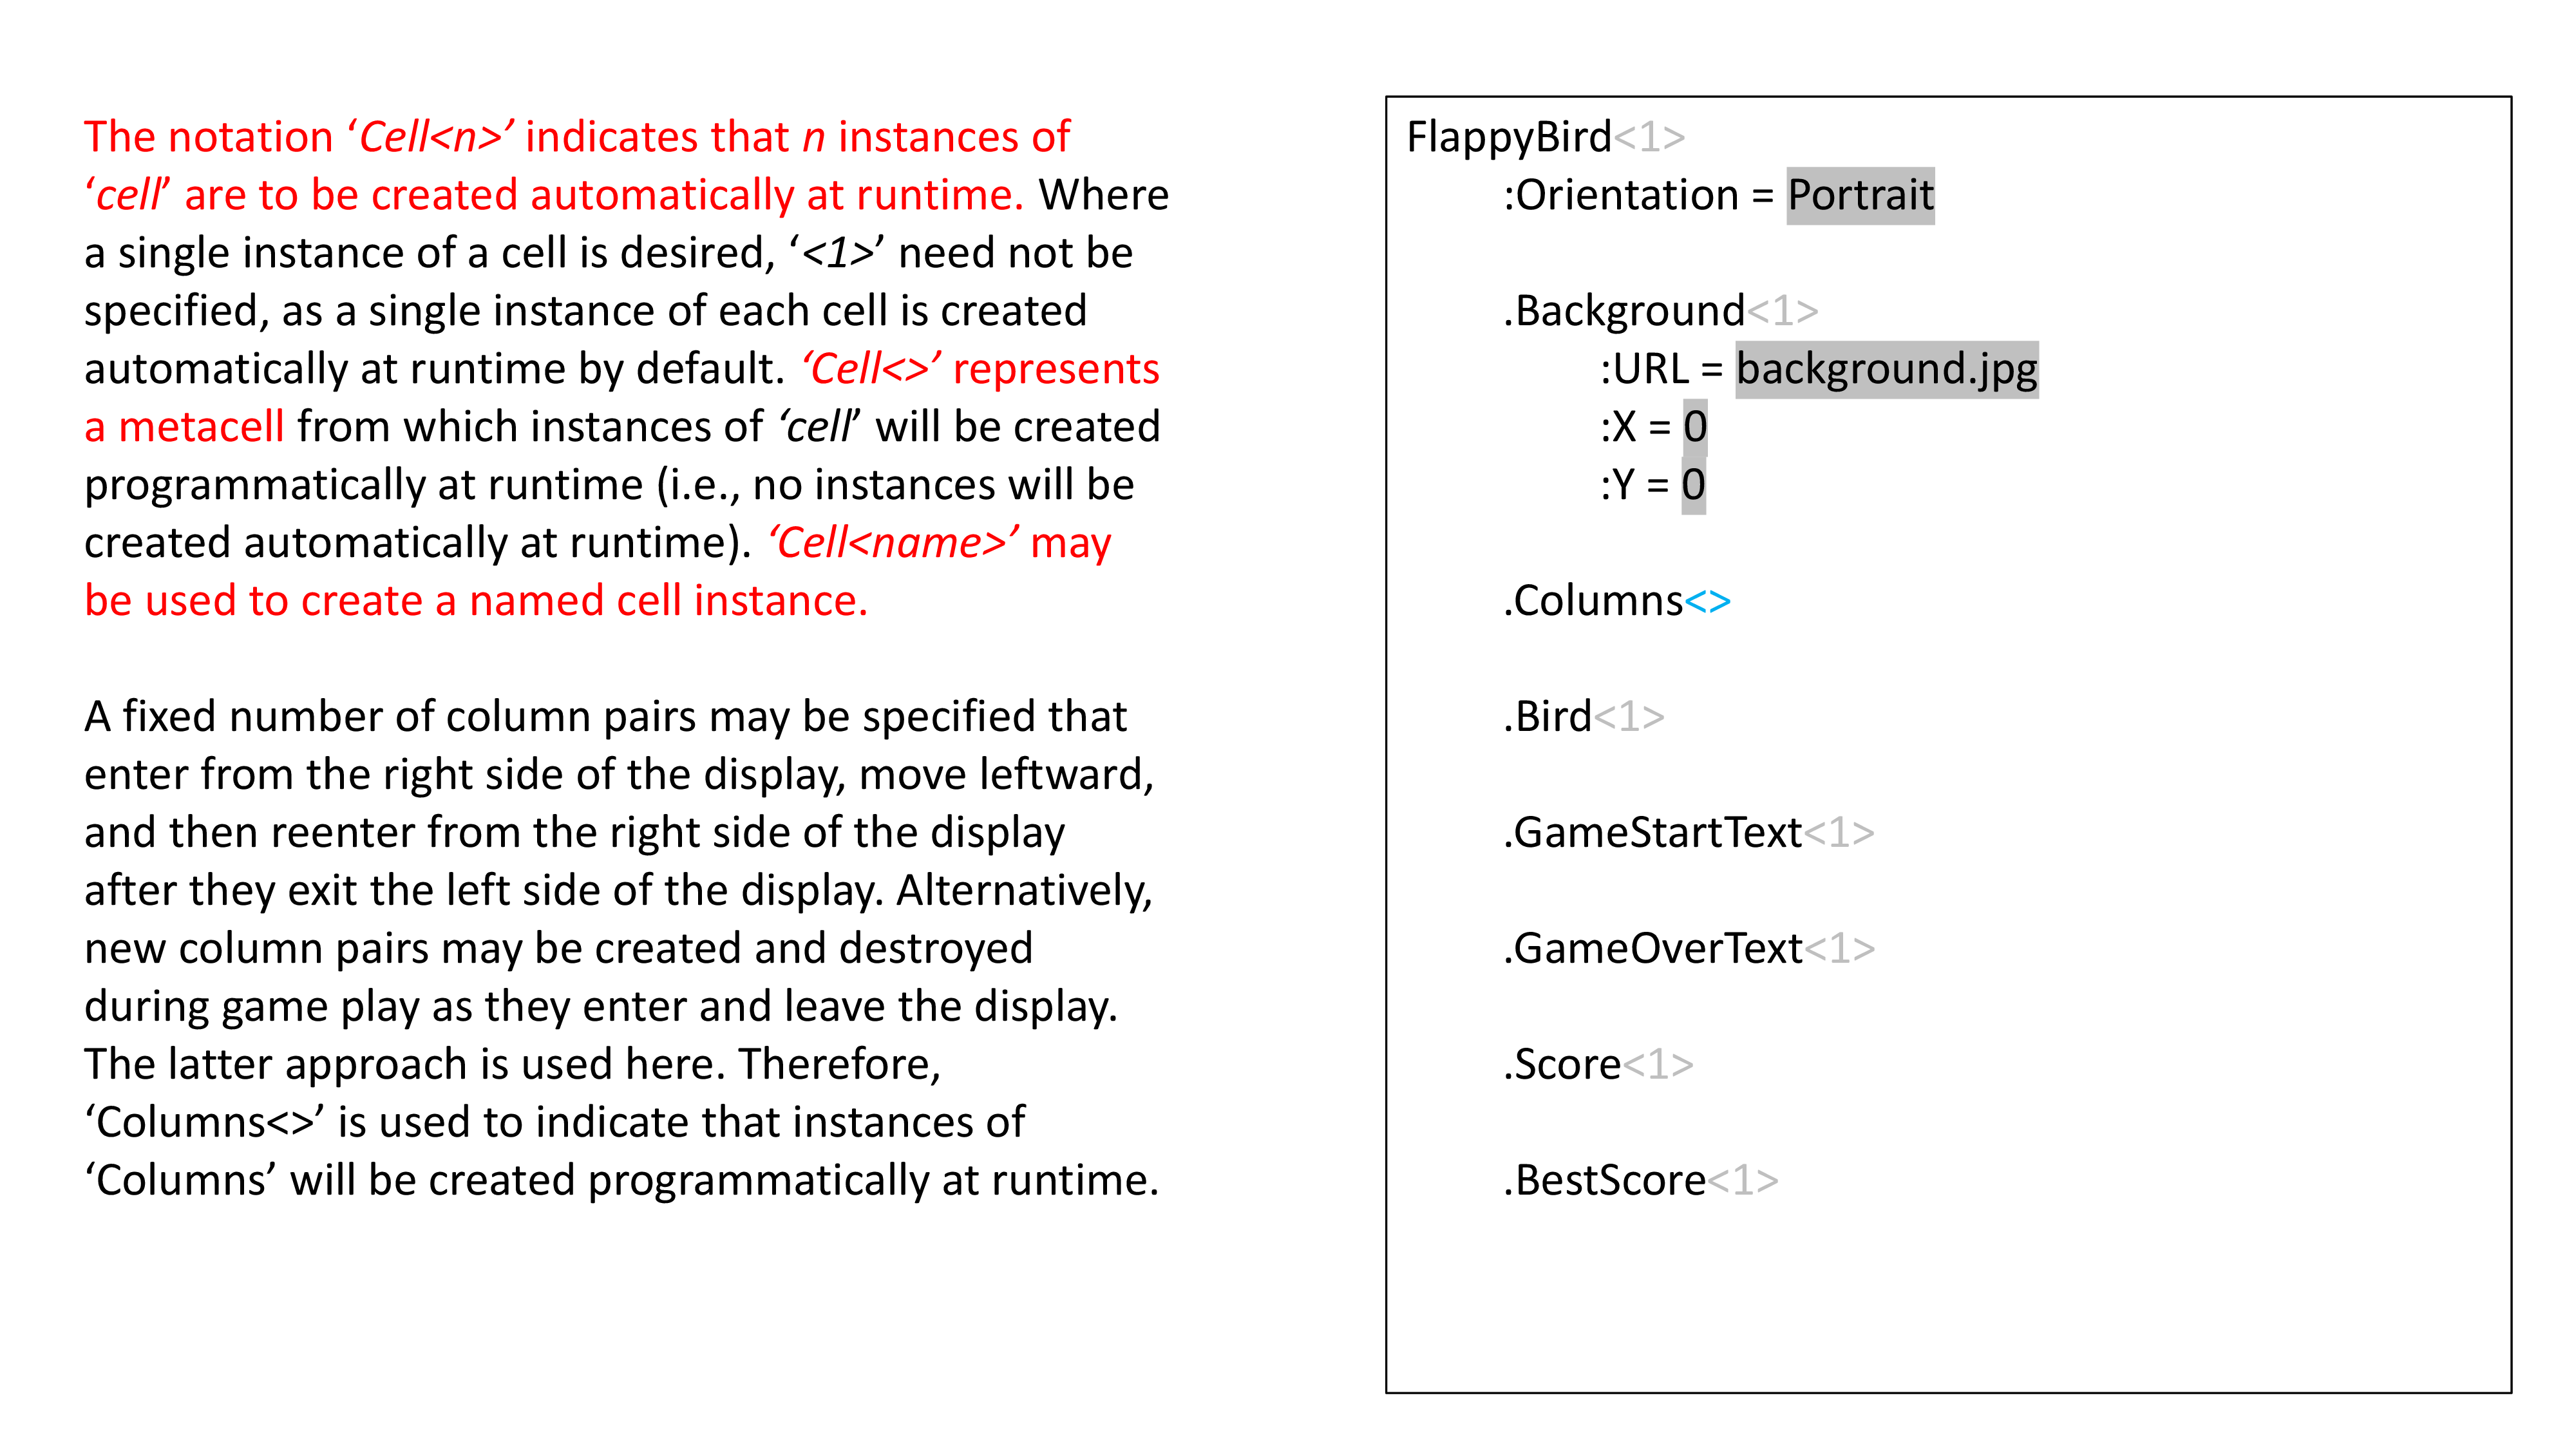 The notation ‘Cell<n>’ indicates that n instances of
‘cell’ are to be created automatically at runtime. Where
a single instance of a cell is desired, ‘<1>’ need not be
specified, as a single instance of each cell is created
automatically at runtime by default. ‘Cell<>’ represents
a metacell from which instances of ‘cell’ will be created
programmatically at runtime (i.e., no instances will be
created automatically at runtime). ‘Cell<name>’ may
be used to create a named cell instance.
A fixed number of column pairs may be specified that
enter from the right side of the display, move leftward,
and then reenter from the right side of the display
after they exit the left side of the display. Alternatively,
new column pairs may be created and destroyed
during game play as they enter and leave the display.
The latter approach is used here. Therefore,
‘Columns<>’ is used to indicate that instances of
‘Columns’ will be created programmatically at runtime.
FlappyBird<1>
:Orientation = Portrait
.Background<1>
:URL = background.jpg
:X = 0
:Y = 0
.Columns<>
.Bird<1>
.GameStartText<1>
.GameOverText<1>
.Score<1>
.BestScore<1>